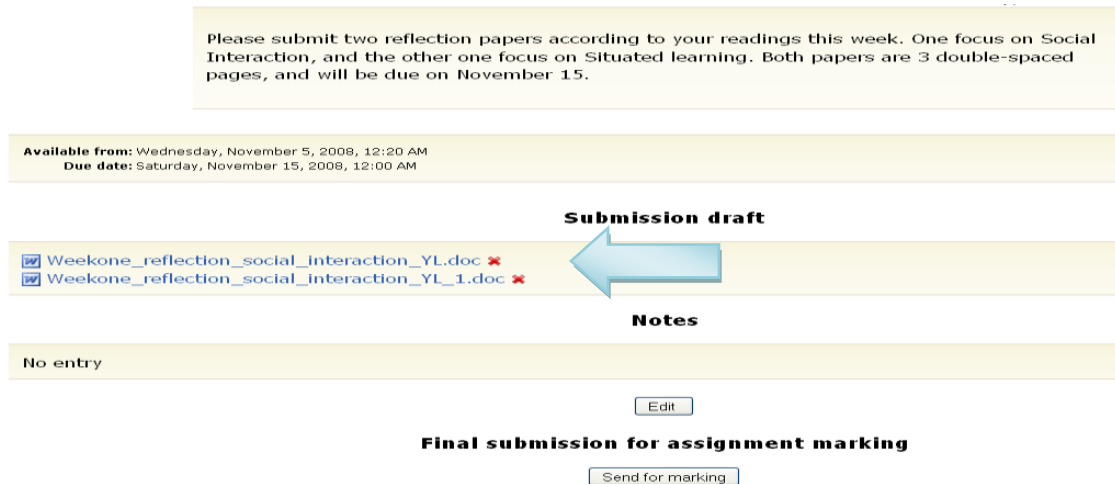 Please submit two reflection papers according to your readings this week. One focus on Social
Interaction, and the other one focus on Situated learning. Both papers are 3 double-spaced
pages, and will be due on November 15.
Available from: Wednesday, November 5, 2008, 12:20 AM
Due date: Saturday, November 15, 2008, 12:00 AM
Submission draft
Weekone_reflection_social_interaction_YL.doc
Weekone_reflection_social_interaction_YL_1.doc
Notes
No entry
Edit
Final submission for assignment marking
Send for marking